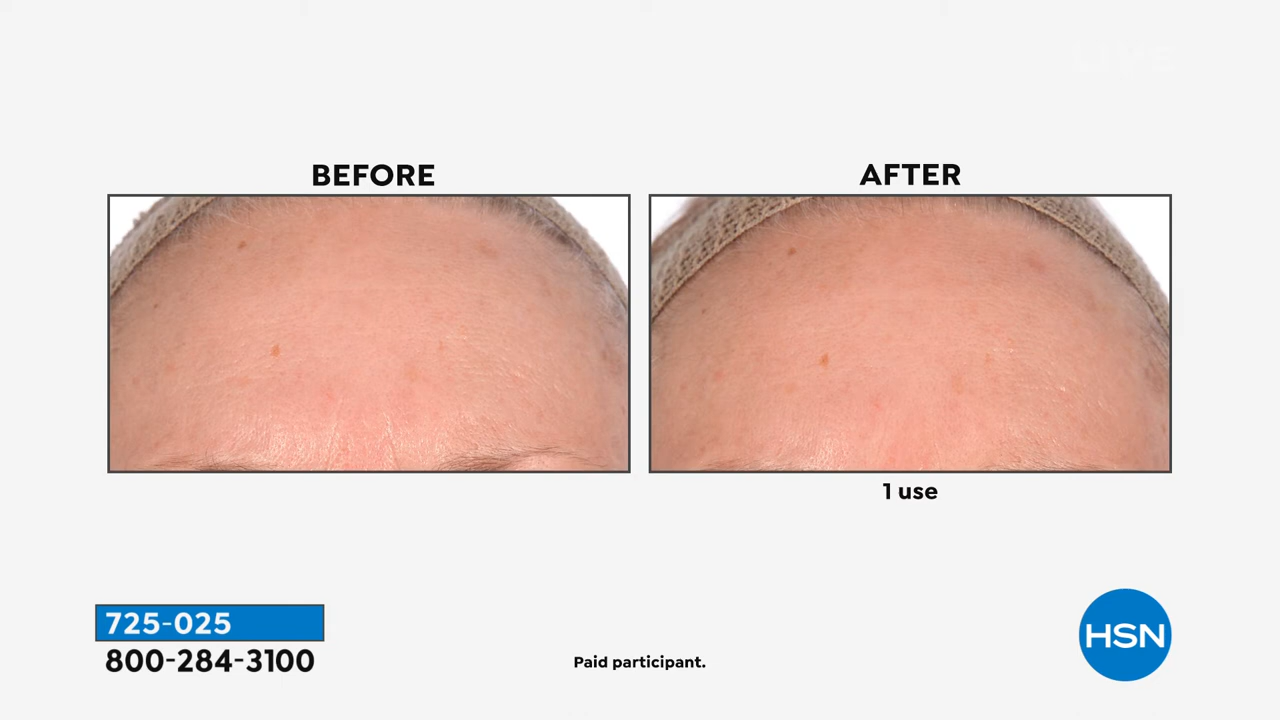 BEFORE
AFTER
1 use
725-025
800-284-3100
Paid participant.
HSN